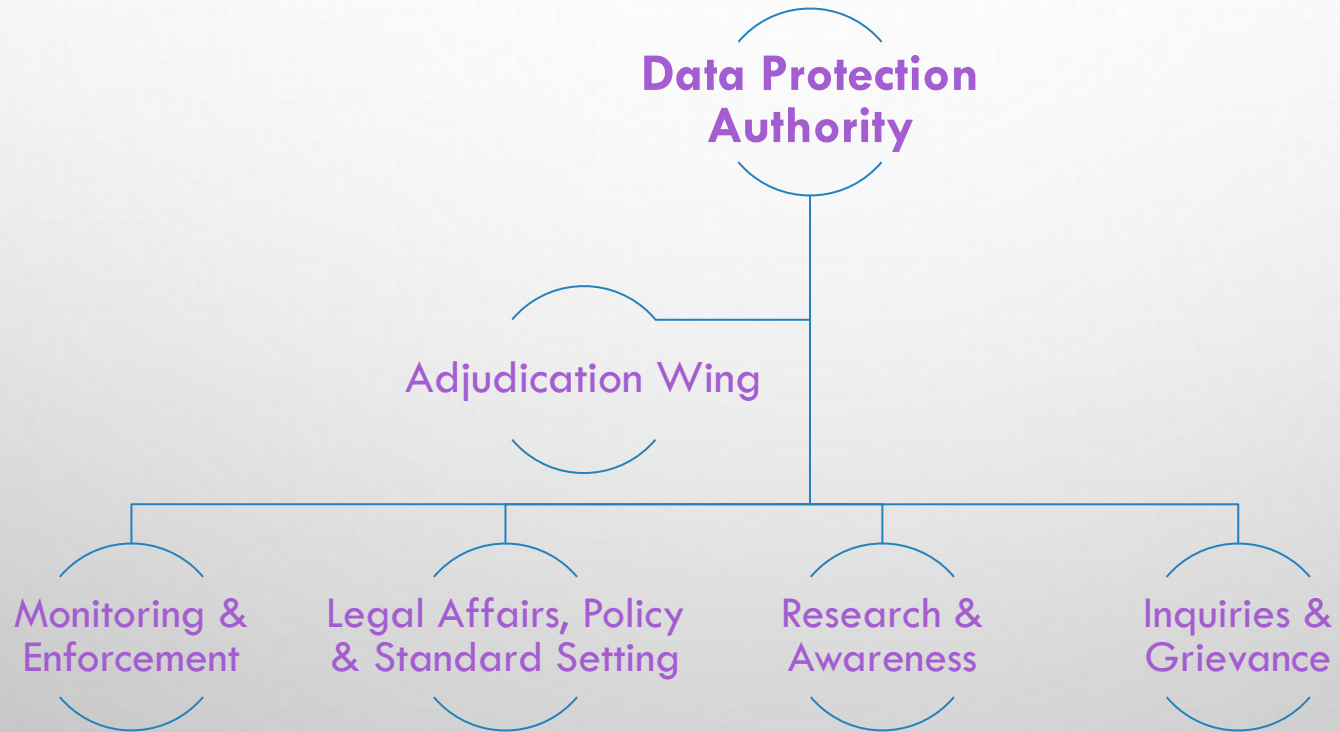 Data Protection
Authority
Adjudication Wing
Monitoring &
Enforcement
Legal Affairs, Policy
& Standard Setting
Research &
Awareness
Inquiries &
Grievance